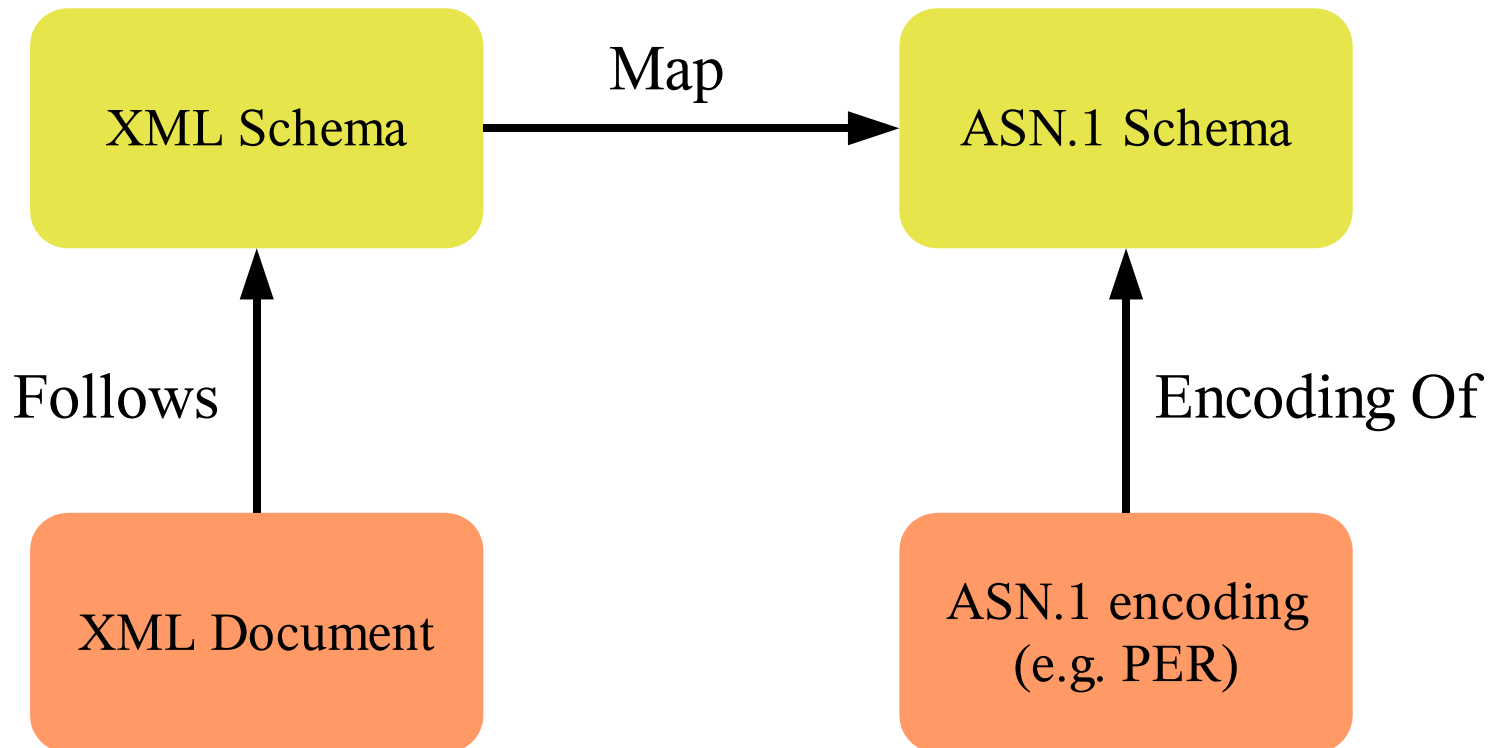 Map
XML Schema
ASN.1 Schema
Follows
Encoding Of
XML Document
ASN.1 encoding
(e.g. PER)